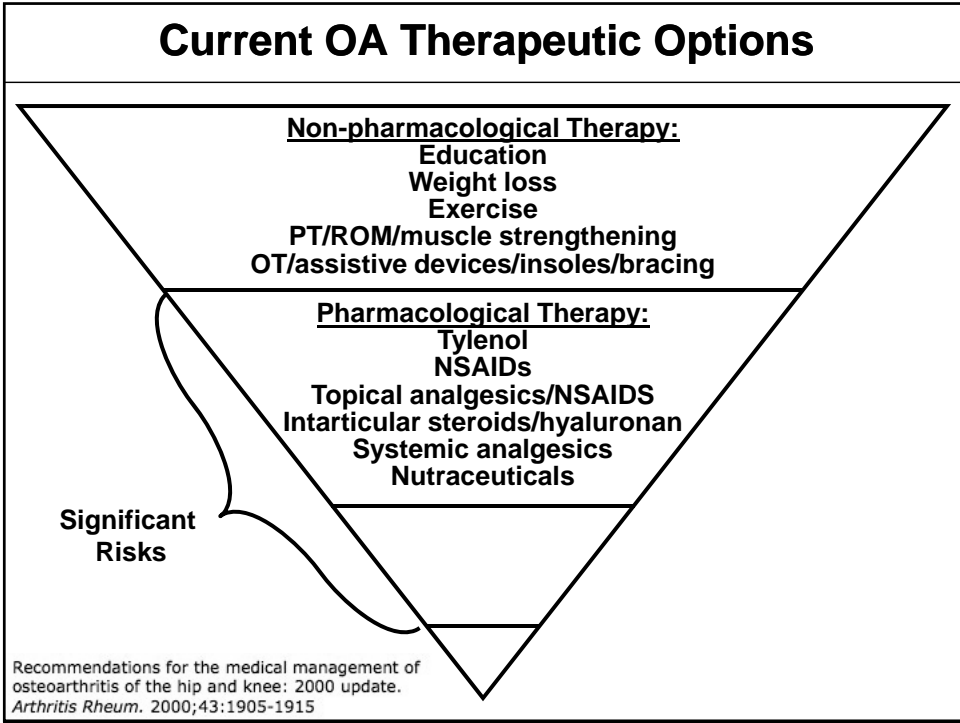 Current OA Therapeutic Options
Non-pharmacological Therapy:
Education
Weight loss
Exercise
PT/ROM/muscle strengthening
OT/assistive devices/insoles/bracing
Pharmacological Therapy:
Tylenol
NSAIDs
Topical analgesics/NSAIDS
Intarticular steroids/hyaluronan
Systemic analgesics
Nutraceuticals
Significant
Risks
Recommendations for the medical management of
osteoarthritis of the hip and knee: 2000 update.
Arthritis Rheum. 2000;43:1905-1915